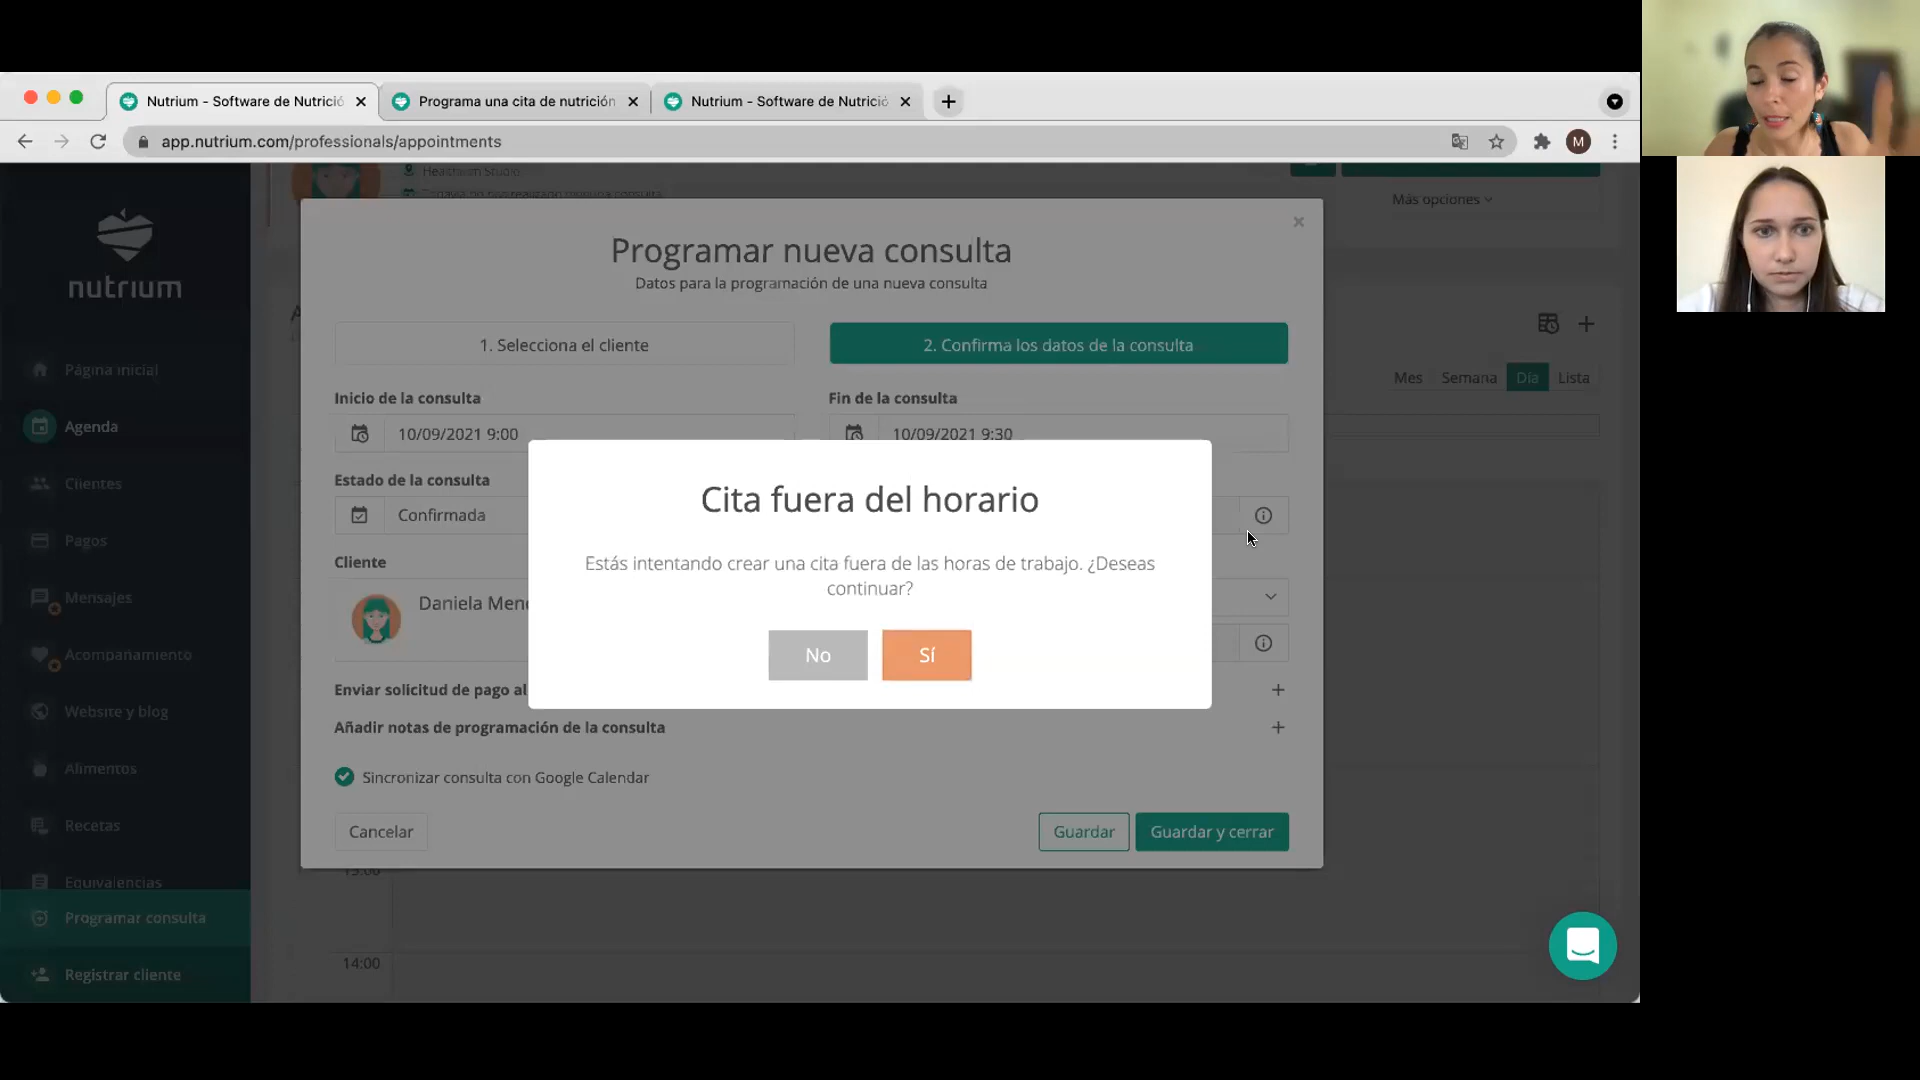 Nutrium - Software de Nutrició
Programa una cita de nutrición
Nutrium - Software de Nutrició
app.nutrium.com/professionals/appointments
M
nutrium
Página inicial
Agenda
Clientes
Pagos
Mensajes
Acompañamiento
Website y blog
Alimentos
Recetas
Equivalencias
Programar consulta
Registrar cliente
Más opciones
Programar nueva consulta
Datos para la programación de una nueva consulta
1. Selecciona el cliente
2. Confirma los datos de la consulta
Mes Semana Día Lista
Inicio de la consulta
Fin de la consulta
10/09/2021 9:00
10/09/2021 9:30
Estado de la consulta
Confirmada
Cliente
Daniela Men
Cita fuera del horario
Estás intentando crear una cita fuera de las horas de trabajo. ¿Deseas
continuar?
No
Sí
Enviar solicitud de pago al
Añadir notas de programación de la consulta
Sincronizar consulta con Google Calendar
Cancelar
Guardar
Guardar y cerrar
14:00